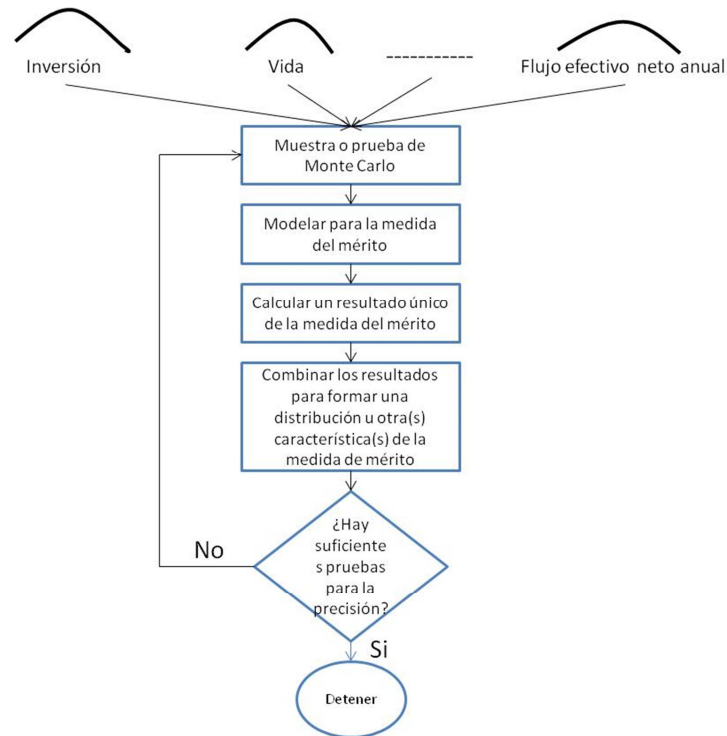 Inversión
Vida
Flujo efectivo neto anual
Muestra o prueba de
Monte Carlo
Modelar para la medida
del mérito
Calcular un resultado único
de la medida del mérito
Combinar los resultados
para formar una
distribución u otra(s)
característica(s) de la
medida de mérito
¿Hay
suficiente
s pruebas
para la
precisión?
No
Si
Detener